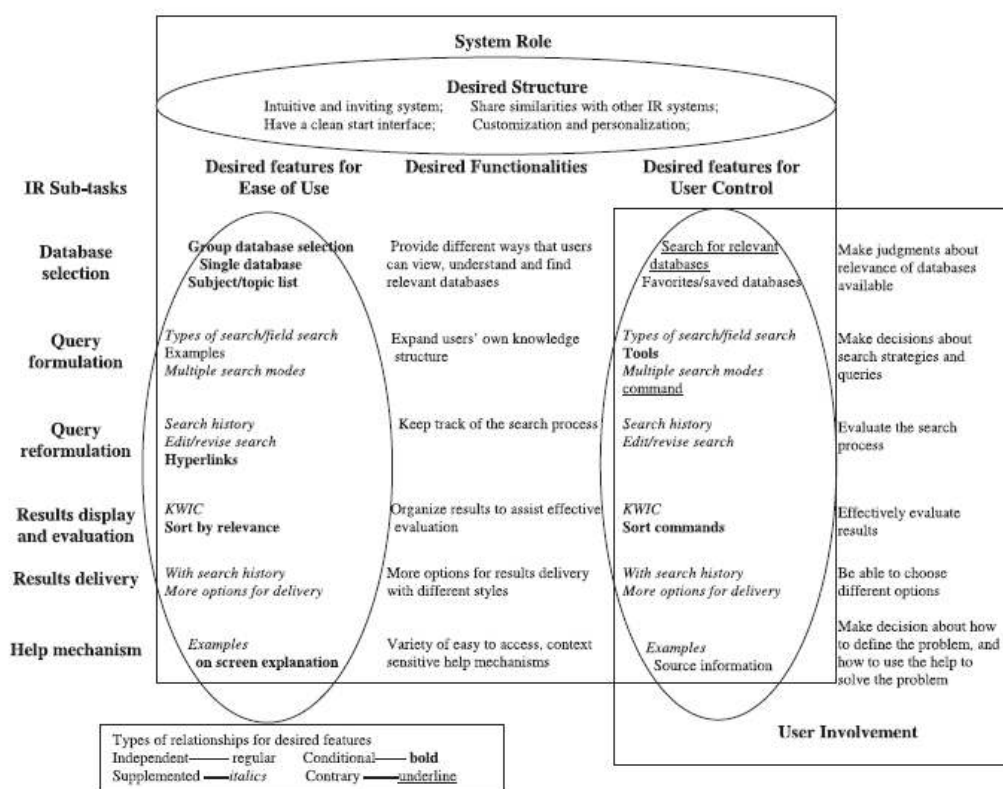 System Role
Desired Structure
Intuitive and inviting system; Share similarities with other IR systems;
Have a clean start interface; Customization and personalization;
IR Sub-tasks
Desired features for
Ease of Use
Desired Functionalities
Desired features for
User Control
Database
selection
Group database selection
Single database
Subject/topic list
Provide different ways that users
can view, understand and find
relevant databases
Search for relevant
databases
Favorites/saved databases
Make judgments about
relevance of databases
available
Query
formulation
Types of search/field search
Examples
Multiple search modes
Expand users' own knowledge
structure
Types of search/field search
Tools
Multiple search modes
command
Make decisions about
search strategies and
queries
Query
reformulation
Search history
Edit/revise search
Hyperlinks
Keep track of the search process
Search history
Edit/revise search
Evaluate the search
process
Results display
and evaluation
KWIC
Sort by relevance
Organize results to assist effective
evaluation
KWIC
Sort commands
Effectively evaluate
results
Results delivery
With search history
More options for delivery
More options for results delivery
with different styles
With search history
More options for delivery
Be able to choose
different options
Help mechanism
Examples
on screen explanation
Variety of easy to access, context
sensitive help mechanisms
Examples
Source information
Make decision about how
to define the problem, and
how to use the help to
solve the problem
User Involvement
Types of relationships for desired features
Independent—— regular Conditional—— bold
Supplemented ——italics Contrary ——underline